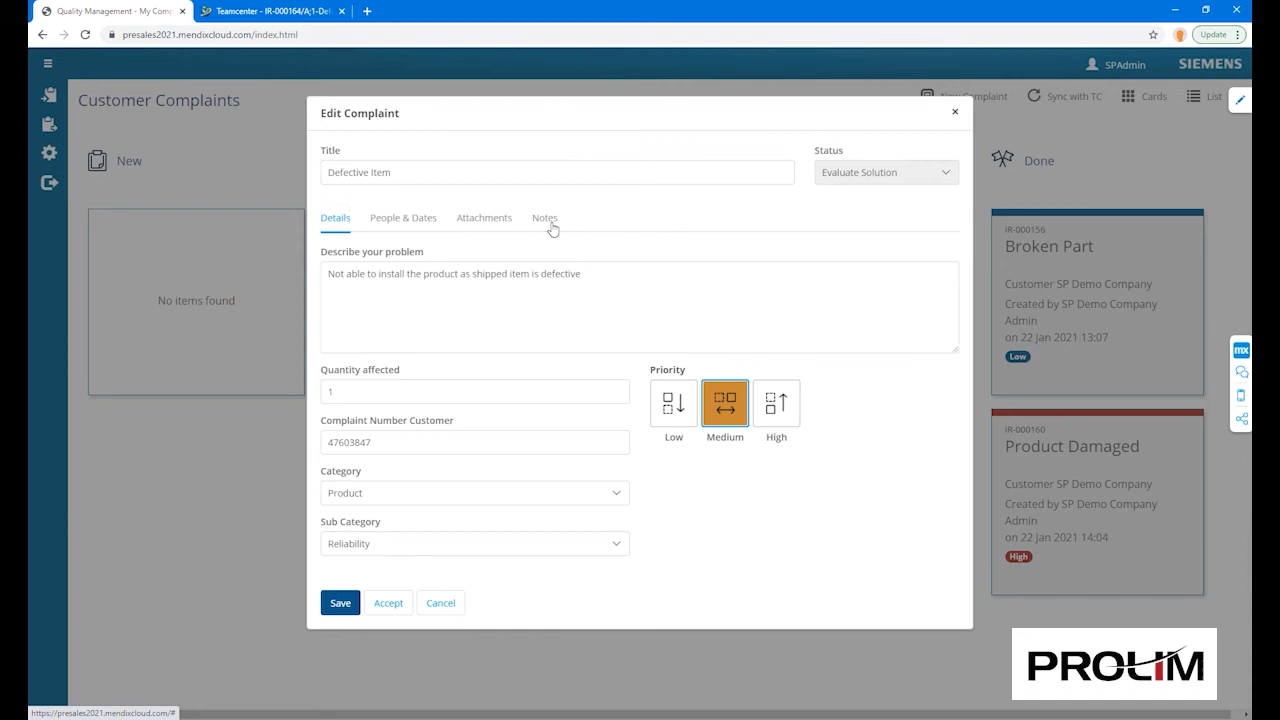 Quality Management - My Comp
Teamcenter - IR-000164/A;1-Def
presales2021.mendixcloud.com/index.html
Update
SPAdmin
SIEMENS
Customer Complaints
New Complaint
Sync with TC
Cards
List
New
Done
No items found
Edit Complaint
Title
Status
Defective Item
Evaluate Solution
Details
People & Dates
Attachments
Notes
Describe your problem
Not able to install the product as shipped item is defective
Quantity affected
1
Complaint Number Customer
47603847
Category
Product
Sub Category
Reliability
Priority
Low
Medium
High
Save
Accept
Cancel
IR-000156
Broken Part
Customer SP Demo Company
Created by SP Demo Company
Admin
on 22 Jan 2021 13:07
Low
IR-000160
Product Damaged
Customer SP Demo Company
Created by SP Demo Company
Admin
on 22 Jan 2021 14:04
High
mx
PROLIM
https://presales2021.mendixcloud.com/#